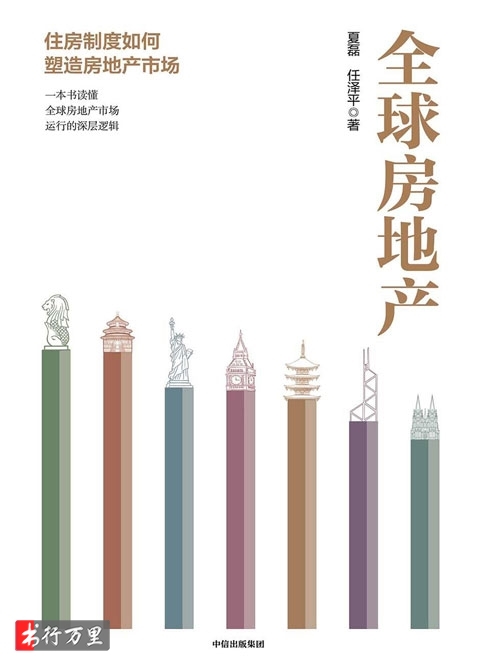 住房制度如何
塑造房地产市场
一本书读懂
全球房地产市场
运行的深层逻辑
夏磊 任泽平◎著
全球房地产
书行万里
中信出版集团